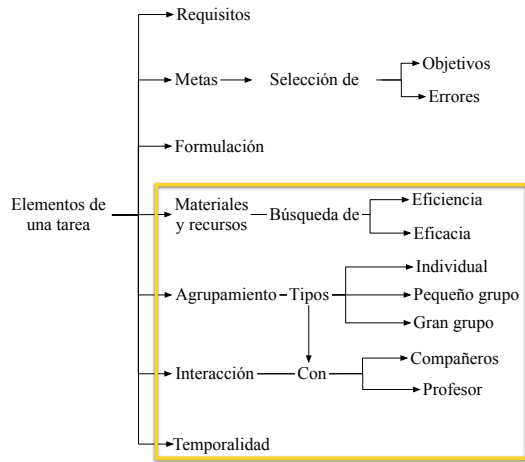 Requisitos
Metas
Selección de
Objetivos
Errores
Formulación
Elementos de
una tarea
Materiales
y recursos
Búsqueda de
Eficiencia
Eficacia
Agrupamiento
Tipos
Individual
Pequeño grupo
Gran grupo
Interacción
Con
Compañeros
Profesor
Temporalidad